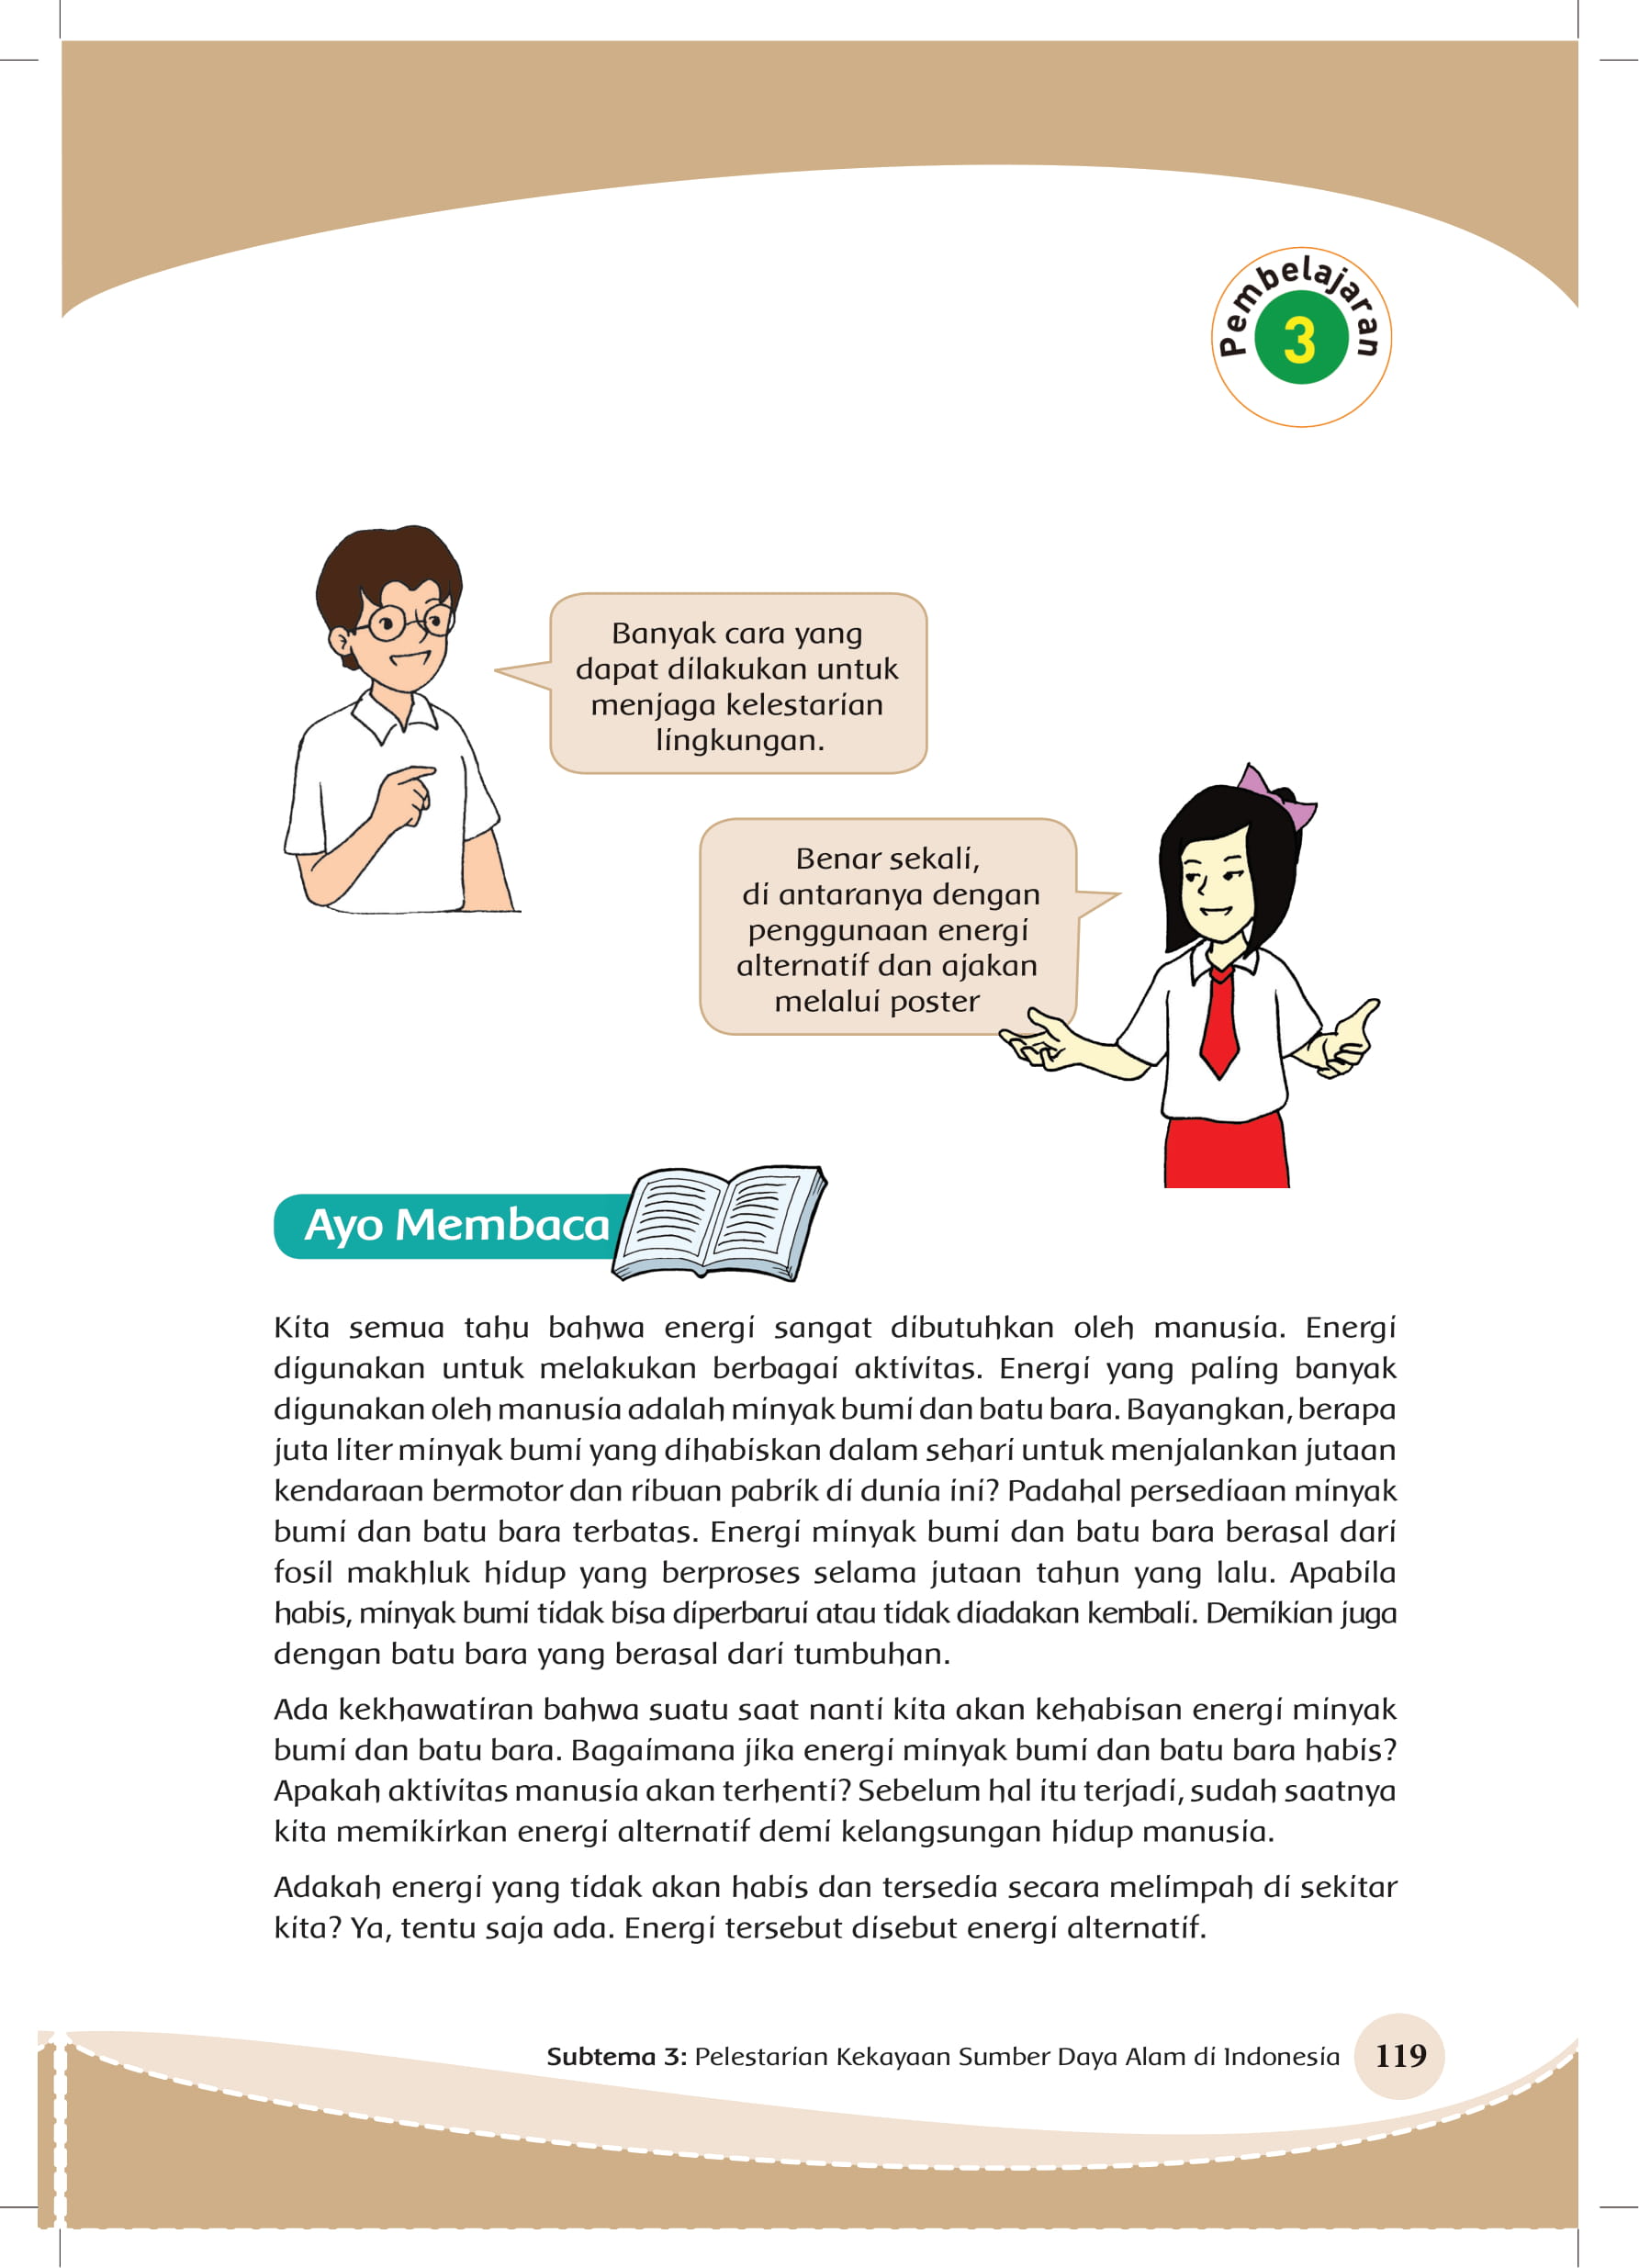 Pembelajaran
3
Banyak cara yang
dapat dilakukan untuk
menjaga kelestarian
lingkungan.
Benar sekali,
di antaranya dengan
penggunaan energi
alternatif dan ajakan
melalui poster
Ayo Membaca
Kita semua tahu bahwa energi sangat dibutuhkan oleh manusia. Energi
digunakan untuk melakukan berbagai aktivitas. Energi yang paling banyak
digunakan oleh manusia adalah minyak bumi dan batu bara. Bayangkan, berapa
juta liter minyak bumi yang dihabiskan dalam sehari untuk menjalankan jutaan
kendaraan bermotor dan ribuan pabrik di dunia ini? Padahal persediaan minyak
bumi dan batu bara terbatas. Energi minyak bumi dan batu bara berasal dari
fosil makhluk hidup yang berproses selama jutaan tahun yang lalu. Apabila
habis, minyak bumi tidak bisa diperbarui atau tidak diadakan kembali. Demikian juga
dengan batu bara yang berasal dari tumbuhan.
Ada kekhawatiran bahwa suatu saat nanti kita akan kehabisan energi minyak
bumi dan batu bara. Bagaimana jika energi minyak bumi dan batu bara habis?
Apakah aktivitas manusia akan terhenti? Sebelum hal itu terjadi, sudah saatnya
kita memikirkan energi alternatif demi kelangsungan hidup manusia.
Adakah energi yang tidak akan habis dan tersedia secara melimpah di sekitar
kita? Ya, tentu saja ada. Energi tersebut disebut energi alternatif.
Subtema 3: Pelestarian Kekayaan Sumber Daya Alam di Indonesia 119